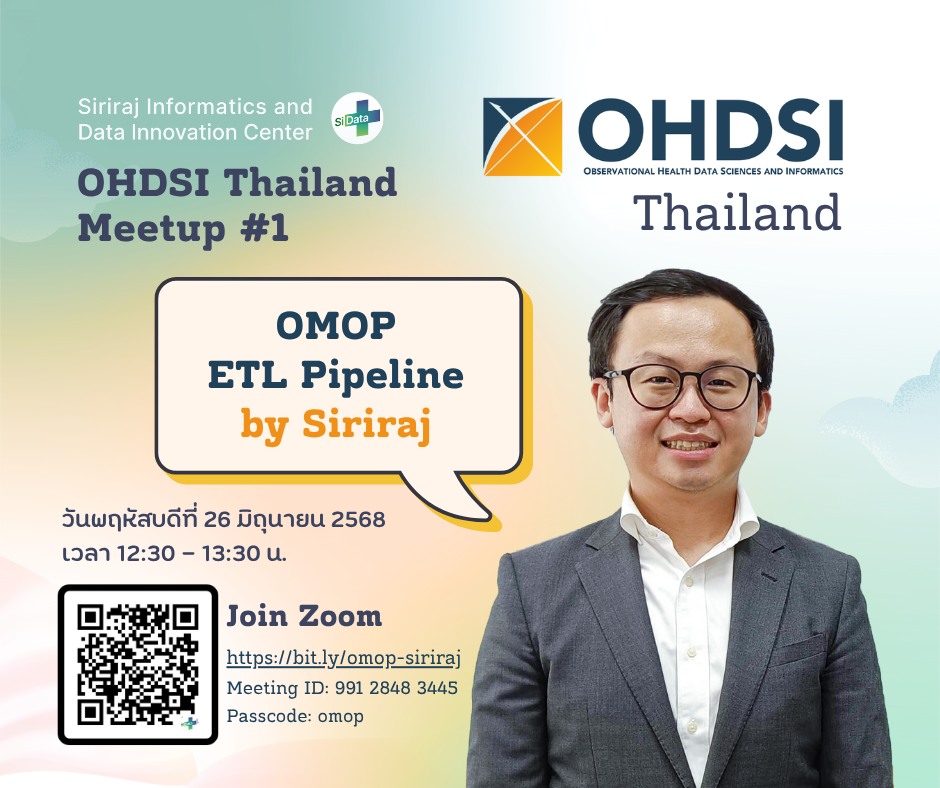 Siriraj Informatics and
Data Innovation Center
SiData
OHDSI Thailand
Meetup #1
OHDSI
OBSERVATIONAL HEALTH DATA SCIENCES AND INFORMATICS
Thailand
OMOP
ETL Pipeline
by Siriraj
วันพฤหัสบดีที่ 26 มิถุนายน 2568
เวลา 12:30 – 13:30 น.
Join Zoom
https://bit.ly/omop-siriraj
Meeting ID: 991 2848 3445
Passcode: omop